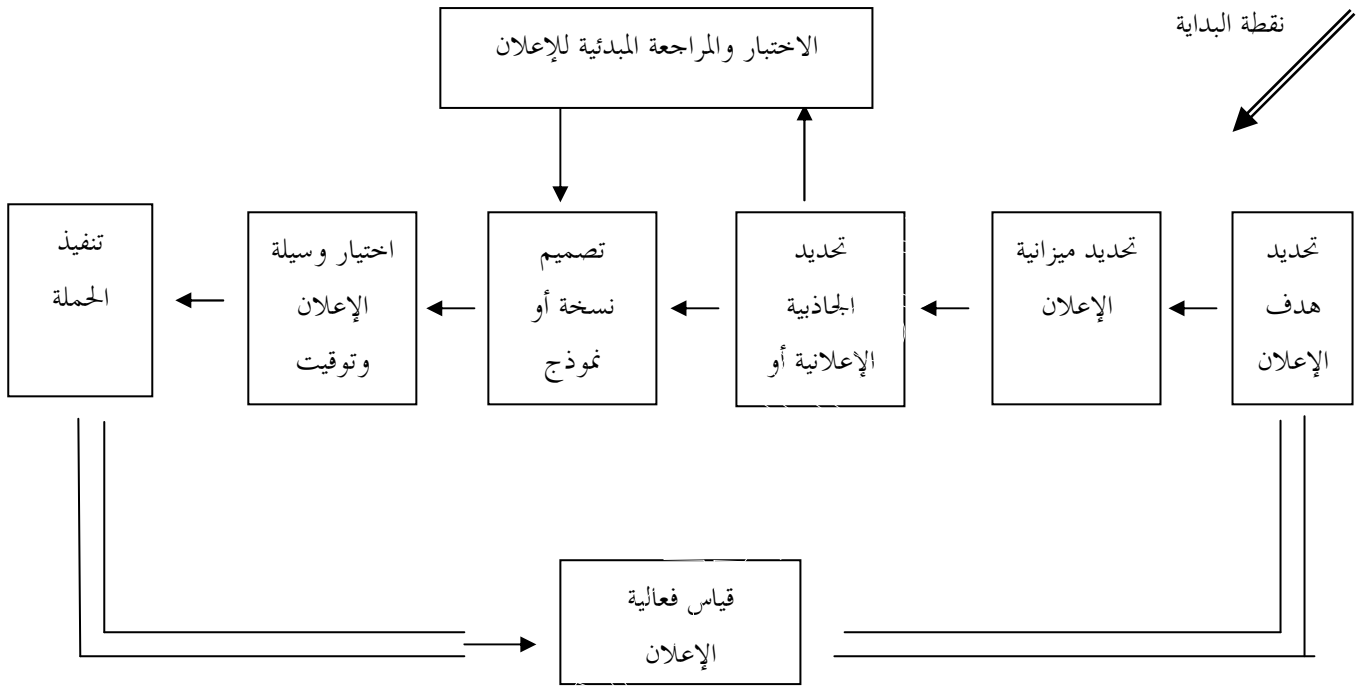 نقطة البداية
الاختبار والمراجعة المبدئية للإعلان
تحديد
هدف
الإعلان
تحديد ميزانية
الإعلان
تحديد
الجاذبية
الإعلانية أو
تصميم
نسخة أو
نموذج
اختيار وسيلة
الإعلان
وتوقيت
تنفيذ
الحملة
قياس فعالية
الإعلان